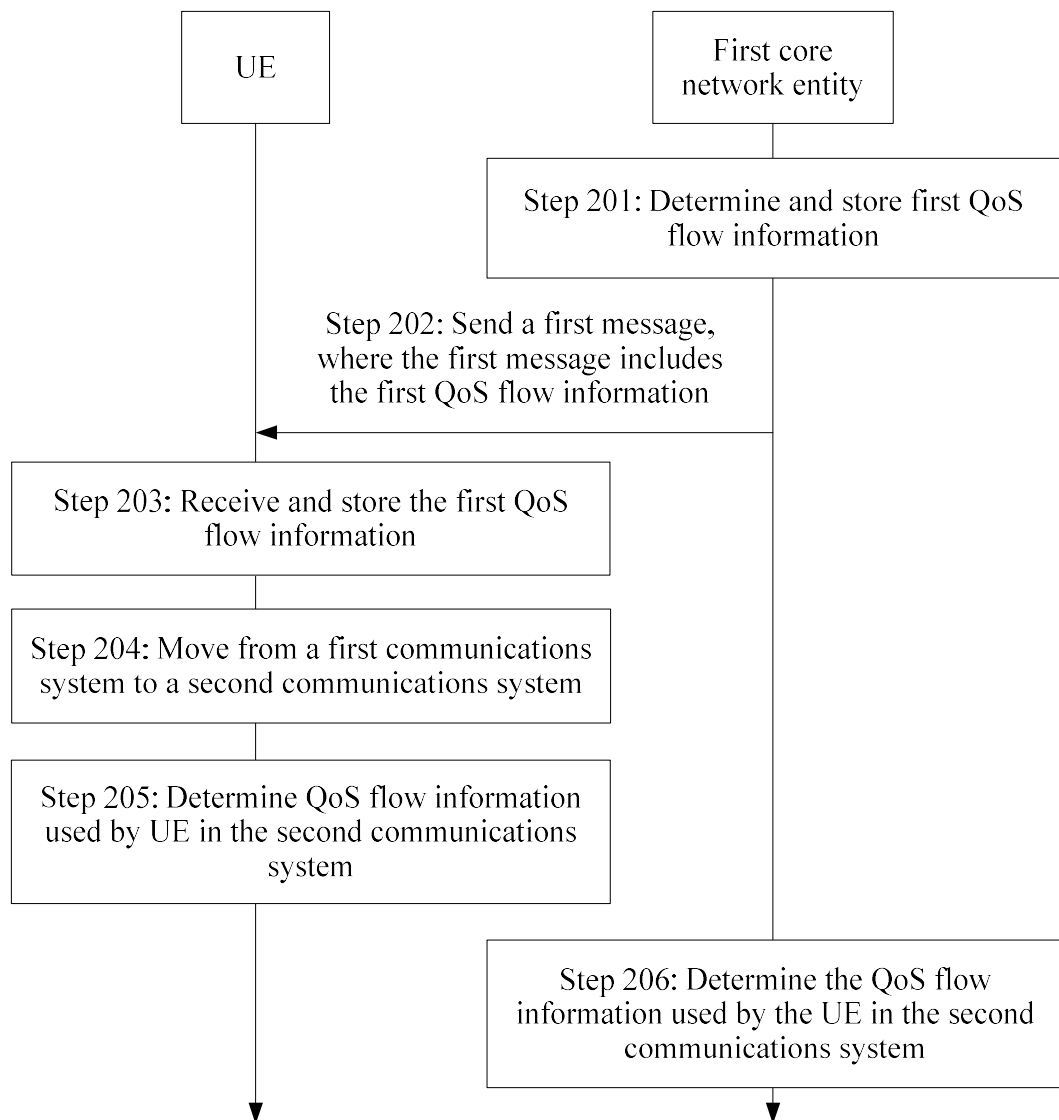 UE
First core
network entity
Step 201: Determine and store first QoS
flow information
Step 202: Send a first message,
where the first message includes
the first QoS flow information
Step 203: Receive and store the first QoS
flow information
Step 204: Move from a first communications
system to a second communications system
Step 205: Determine QoS flow information
used by UE in the second communications
system
Step 206: Determine the QoS flow
information used by the UE in the second
communications system